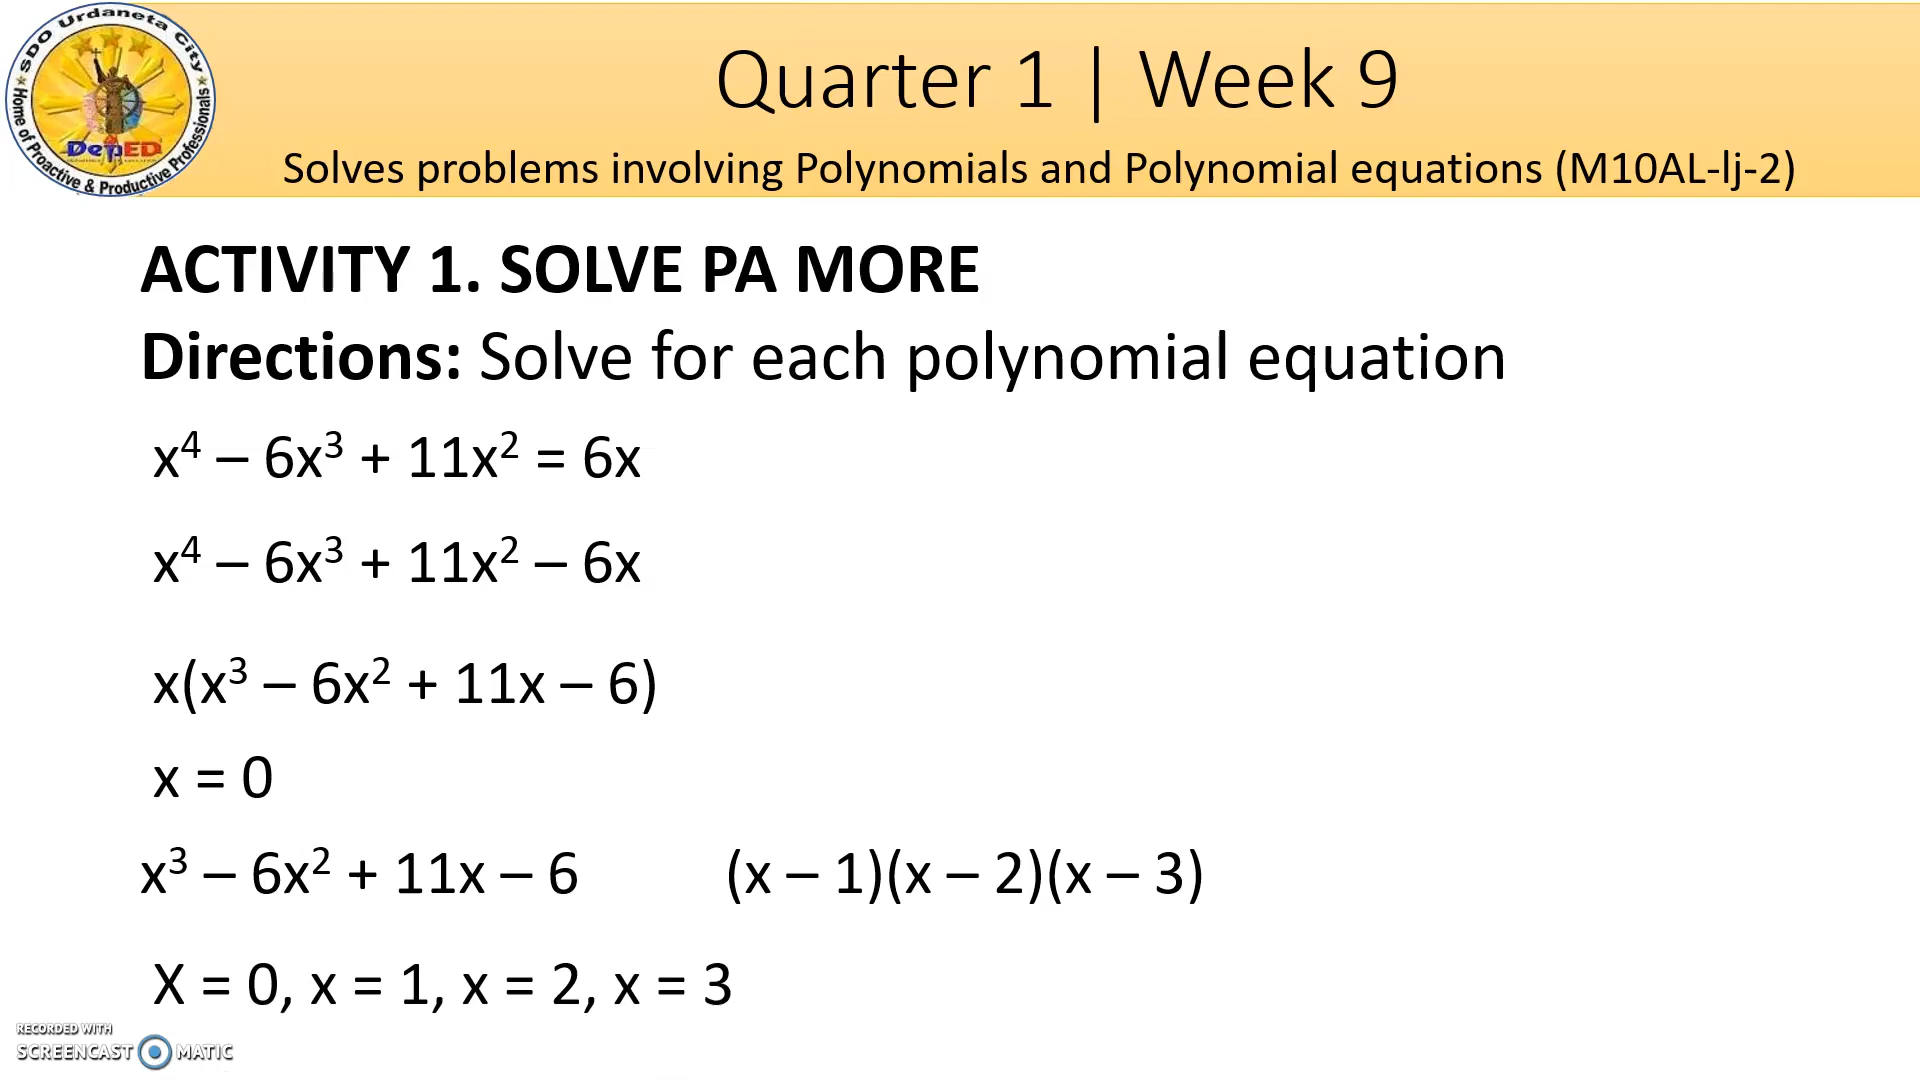 SDO Urdaneta City
Home of Proactive & Productive Professionals
DepED
Quarter 1 | Week 9
Solves problems involving Polynomials and Polynomial equations (M10AL-lj-2)
ACTIVITY 1. SOLVE PA MORE
Directions: Solve for each polynomial equation
x⁴ – 6x³ + 11x² = 6x
x⁴ – 6x³ + 11x² – 6x
x(x³ – 6x² + 11x – 6)
x = 0
x³ – 6x² + 11x – 6 (x – 1)(x – 2)(x – 3)
X = 0, x = 1, x = 2, x = 3
RECORDED WITH
SCREENCAST MATIC